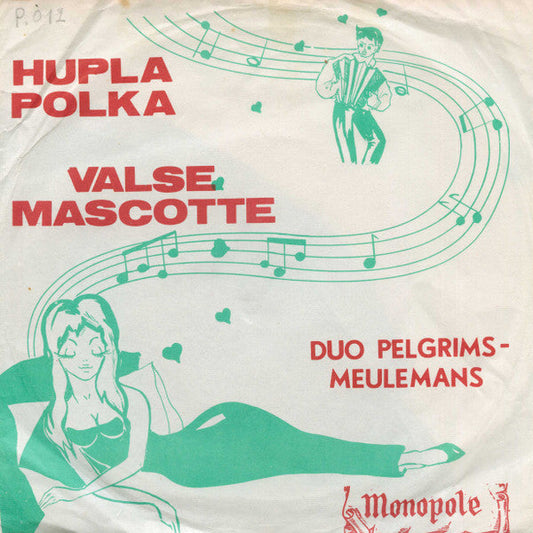 P.012
HUPLA
POLKA
VALSE
MASCOTTE
DUO PELGRIMS-
MEULEMANS
Monopole